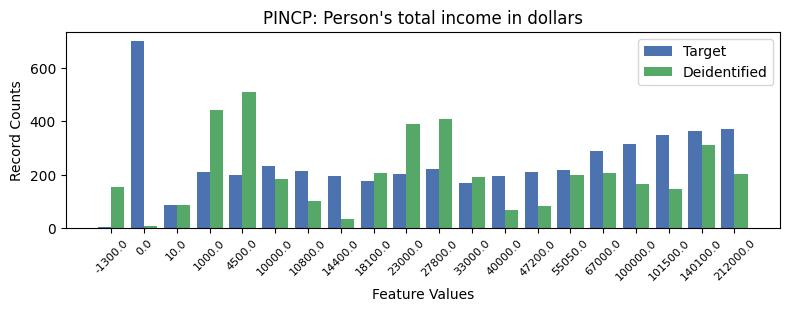 PINCP: Person's total income in dollars
Target
Deidentified
Record Counts
600
400
200
0
-1300.0 0.0 10.0 1000.0 4500.0 10000.0 10800.0 14400.0 18100.0 23000.0 27800.0 33000.0 40000.0 47200.0 55050.0 67000.0 100000.0 101500.0 140100.0 212000.0
Feature Values